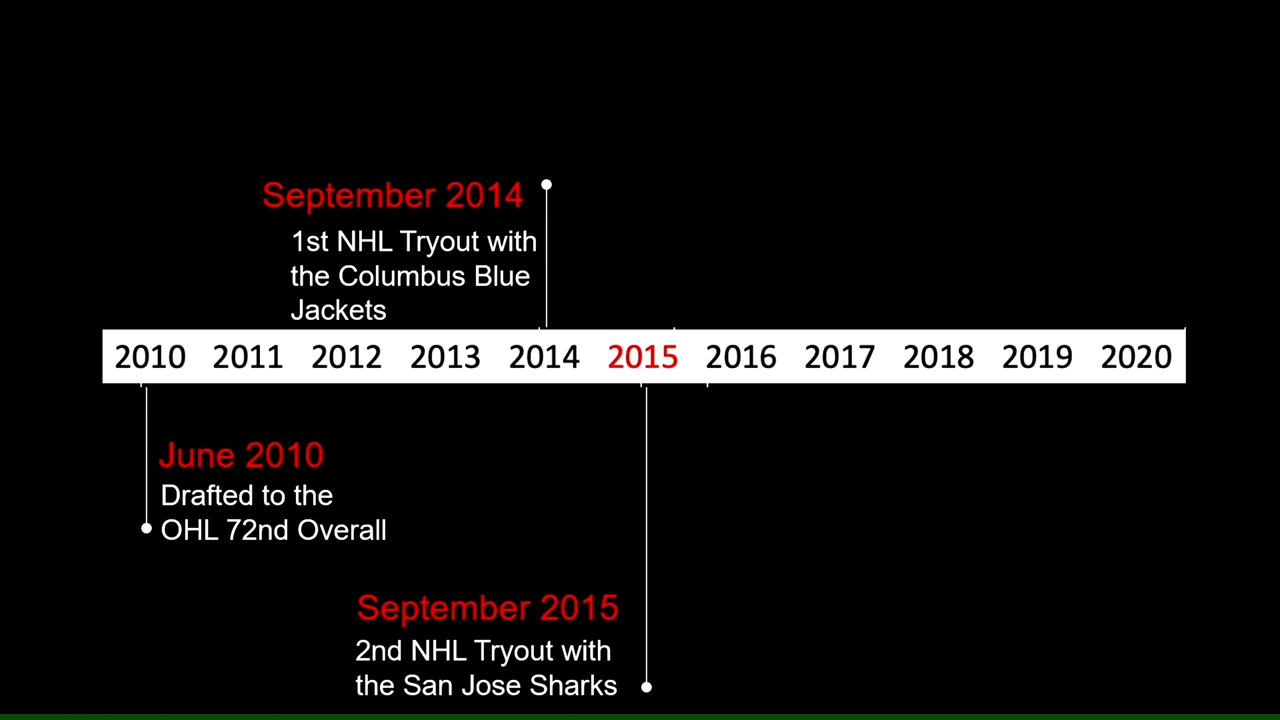 September 2014
1st NHL Tryout with
the Columbus Blue
Jackets
2010 2011 2012 2013 2014 2015 2016 2017 2018 2019 2020
June 2010
Drafted to the
OHL 72nd Overall
September 2015
2nd NHL Tryout with
the San Jose Sharks